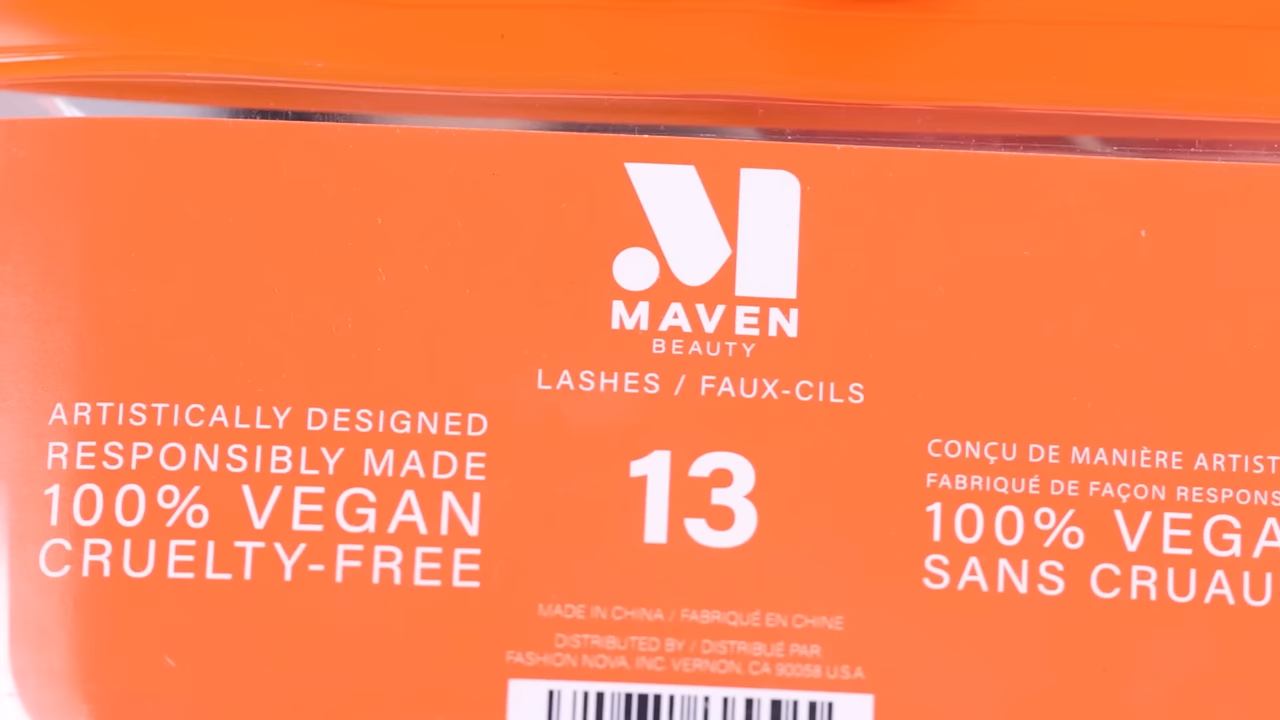 MAVEN
BEAUTY
LASHES / FAUX-CILS
13
ARTISTICALLY DESIGNED
RESPONSIBLY MADE
100% VEGAN
CRUELTY-FREE
CONÇU DE MANIÈRE ARTIST
FABRIQUÉ DE FAÇON RESPONS
100% VEGA
SANS CRUAU
MADE IN CHINA / FABRIQUÉ EN CHINE
DISTRIBUTED BY / DISTRIBUÉ PAR
FASHION NOVA, INC. VERNON, CA 90058 U.S.A